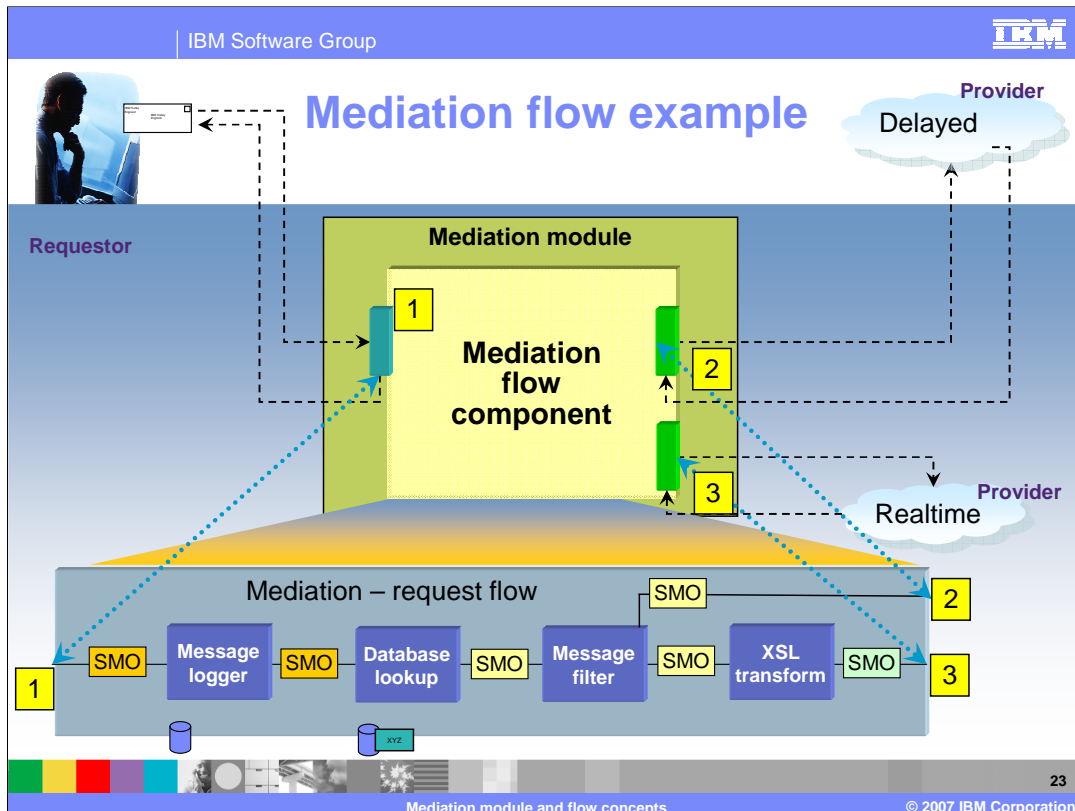 IBM Software Group
IBM
Mediation flow example
Provider
Delayed
Requestor
Mediation module
1
Mediation
flow
component
2
3
Provider
Realtime
Mediation – request flow
SMO
2
SMO
Message
logger
SMO
Database
lookup
SMO
Message
filter
SMO
XSL
transform
SMO
1
3
XYZ
23
Mediation module and flow concepts
© 2007 IBM Corporation